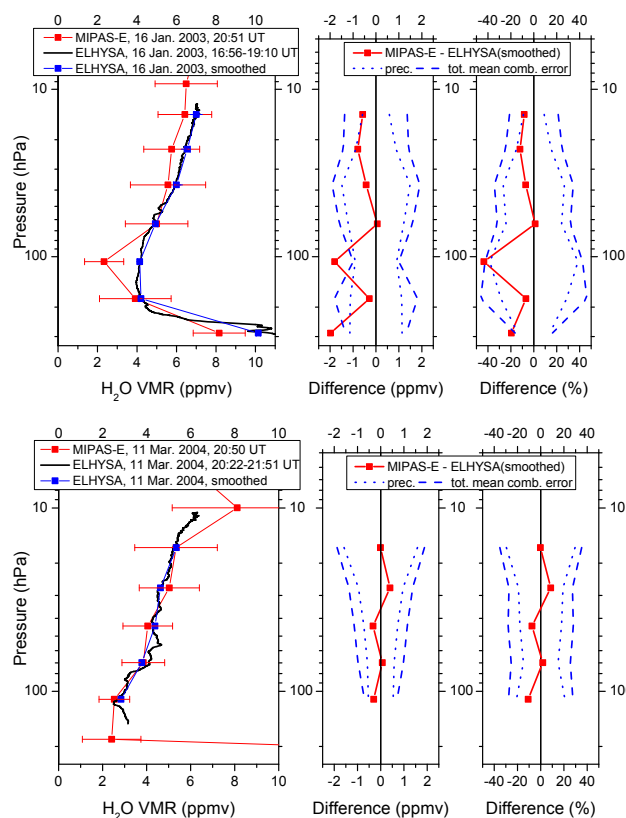 0 2 4 6 8 10
-2 -1 0 1 2
-40 -20 0 20 40
MIPAS-E, 16 Jan. 2003, 20:51 UT
ELHYSA, 16 Jan. 2003, 16:56-19:10 UT
ELHYSA, 16 Jan. 2003, smoothed
MIPAS-E - ELHYSA(smoothed)
prec. tot. mean comb. error
10
10
100
100
100
Pressure (hPa)
0 2 4 6 8 10
-2 -1 0 1 2
-40 -20 0 20 40
H₂O VMR (ppmv)
Difference (ppmv)
Difference (%)
0 2 4 6 8 10
-2 -1 0 1 2
-40 -20 0 20 40
MIPAS-E, 11 Mar. 2004, 20:50 UT
ELHYSA, 11 Mar. 2004, 20:22-21:51 UT
ELHYSA, 11 Mar. 2004, smoothed
MIPAS-E - ELHYSA(smoothed)
prec. tot. mean comb. error
10
10
10
100
100
10
Pressure (hPa)
0 2 4 6 8 10
-2 -1 0 1 2
-40 -20 0 20 40
H₂O VMR (ppmv)
Difference (ppmv)
Difference (%)